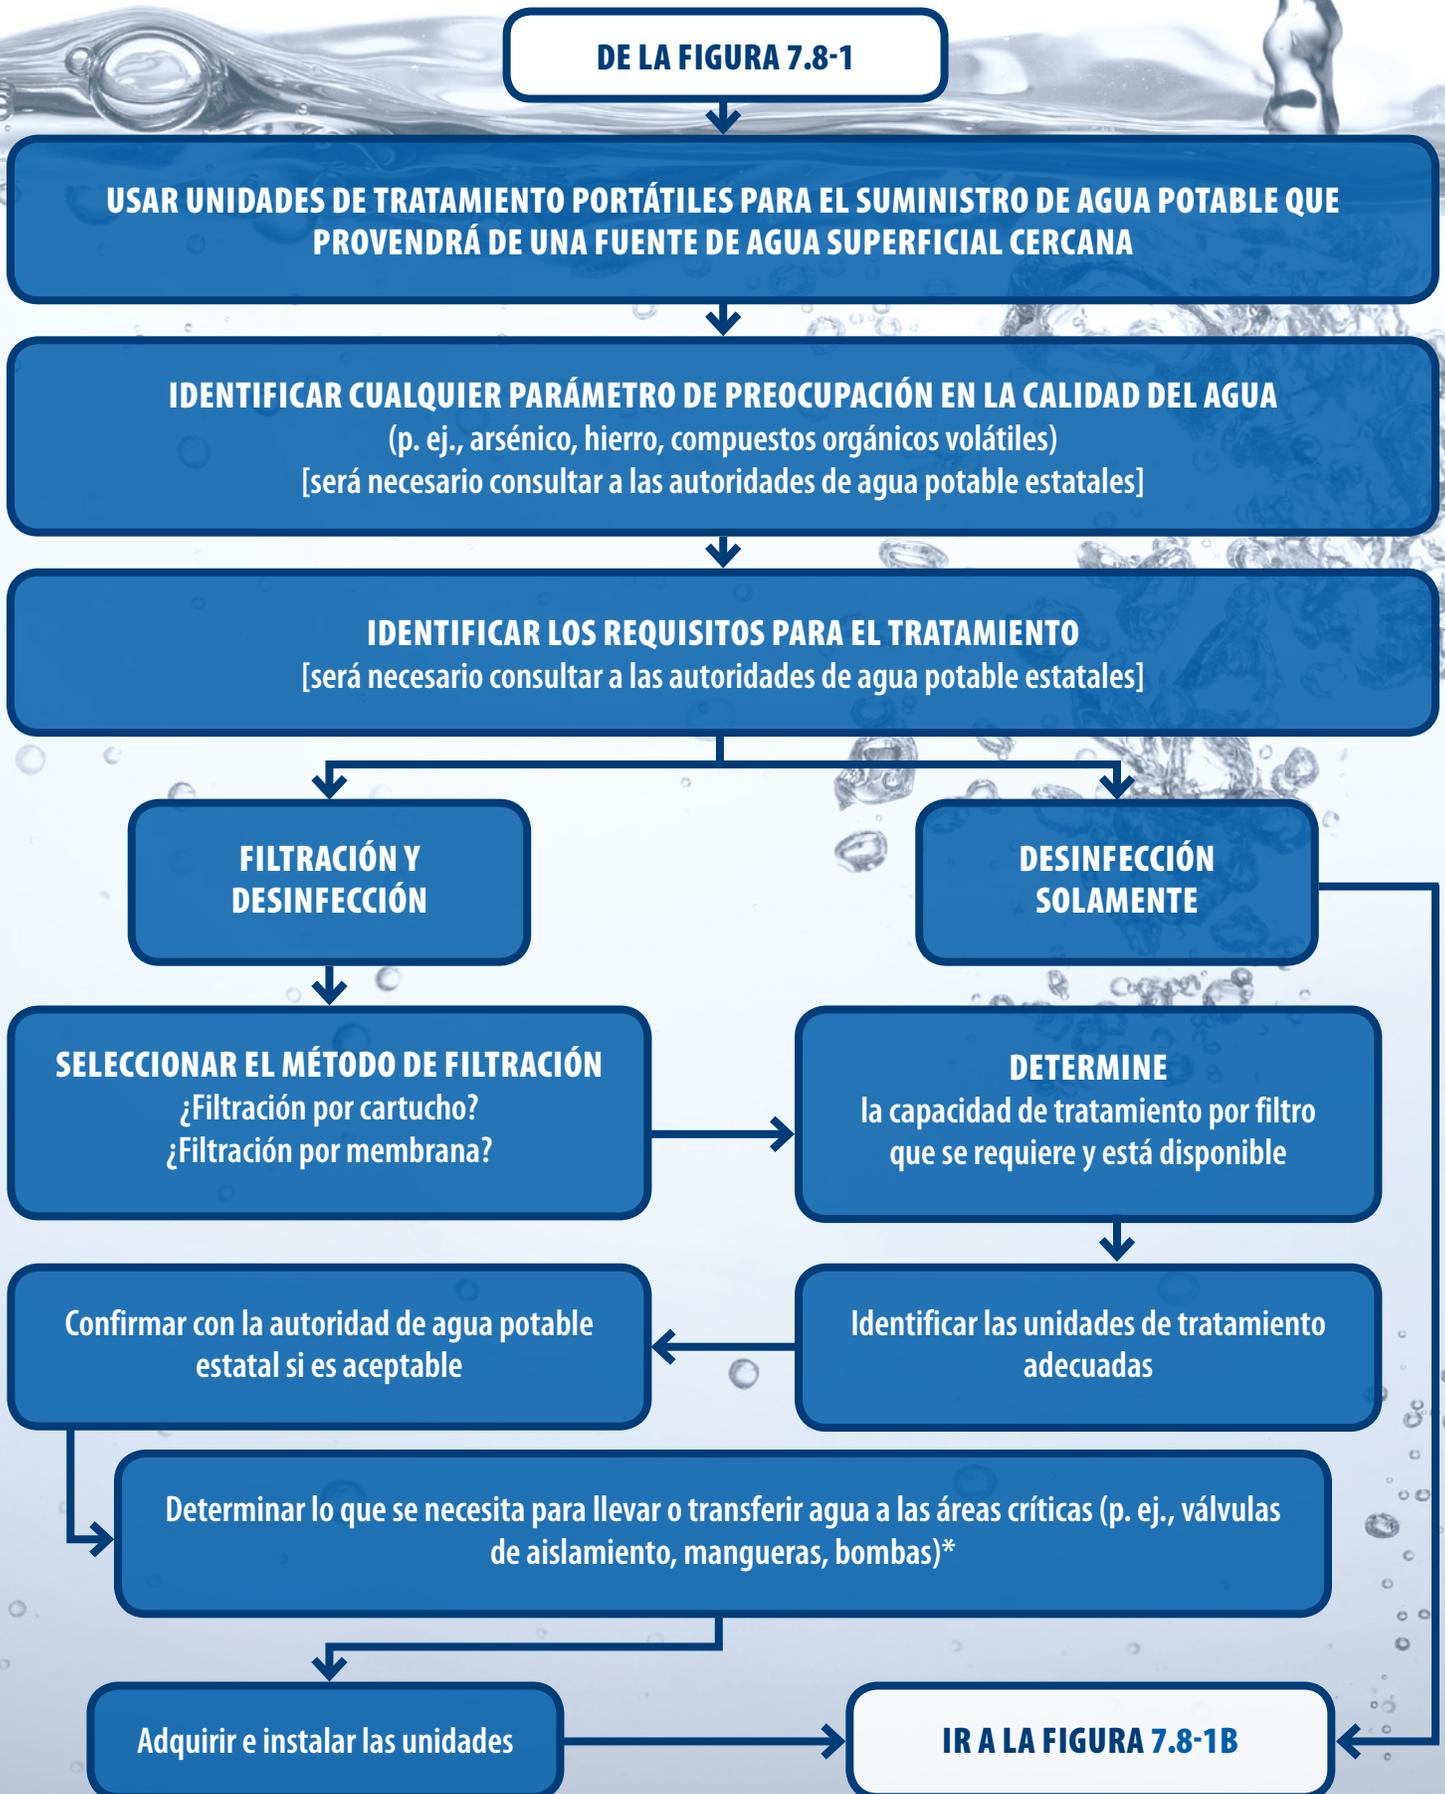 DE LA FIGURA 7.8-1
USAR UNIDADES DE TRATAMIENTO PORTÁTILES PARA EL SUMINISTRO DE AGUA POTABLE QUE
PROVENDRÁ DE UNA FUENTE DE AGUA SUPERFICIAL CERCANA
IDENTIFICAR CUALQUIER PARÁMETRO DE PREOCUPACIÓN EN LA CALIDAD DEL AGUA
(p. ej., arsénico, hierro, compuestos orgánicos volátiles)
[será necesario consultar a las autoridades de agua potable estatales]
IDENTIFICAR LOS REQUISITOS PARA EL TRATAMIENTO
[será necesario consultar a las autoridades de agua potable estatales]
FILTRACIÓN Y
DESINFECCIÓN
DESINFECCIÓN
SOLAMENTE
SELECCIONAR EL MÉTODO DE FILTRACIÓN
¿Filtración por cartucho?
¿Filtración por membrana?
DETERMINE
la capacidad de tratamiento por filtro
que se requiere y está disponible
Confirmar con la autoridad de agua potable
estatal si es aceptable
Identificar las unidades de tratamiento
adecuadas
Determinar lo que se necesita para llevar o transferir agua a las áreas críticas (p. ej., válvulas
de aislamiento, mangueras, bombas)*
Adquirir e instalar las unidades
IR A LA FIGURA 7.8-1B